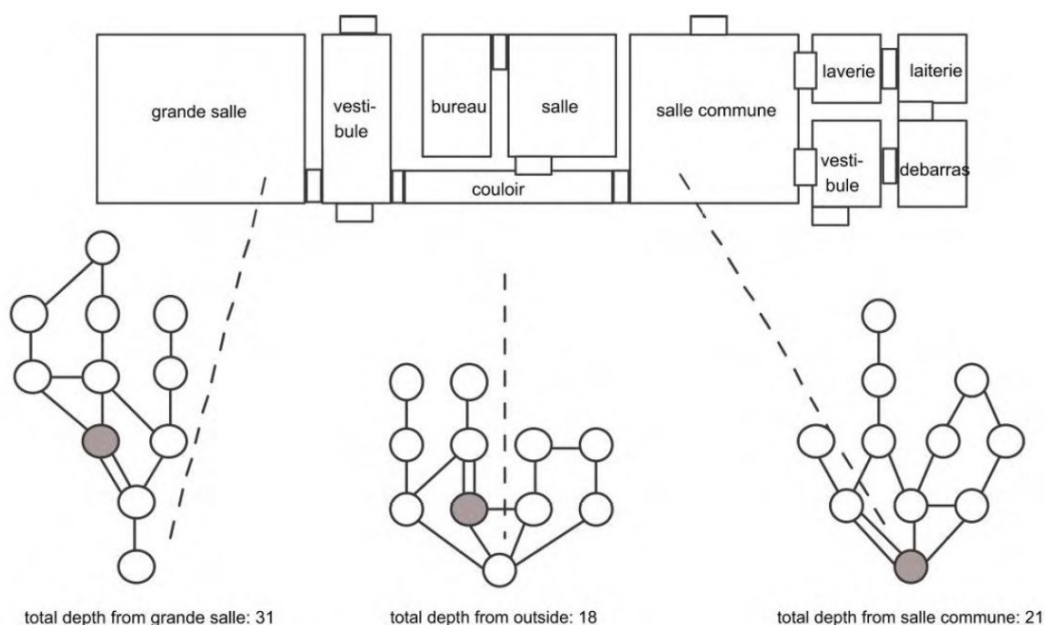 grande salle
vesti-
bule
bureau
salle
couloir
salle commune
laverie
laiterie
vesti-
bule
debarras
total depth from grande salle: 31
total depth from outside: 18
total depth from salle commune: 21